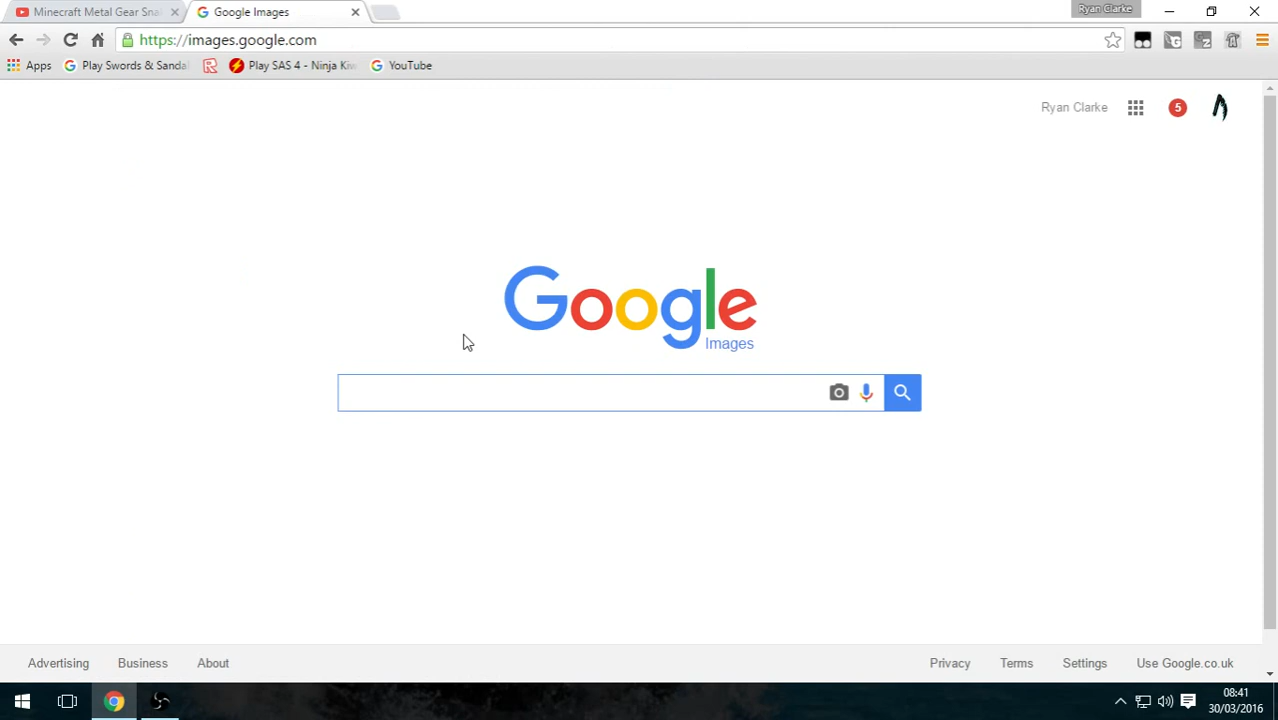 Minecraft Metal Gear Sna
Google Images
Ryan Clarke
https://images.google.com
Apps
Play Swords & Sandal
Play SAS 4 - Ninja Kiw
YouTube
Ryan Clarke
5
Google
Images
Advertising
Business
About
Privacy
Terms
Settings
Use Google.co.uk
08:41
30/03/2016